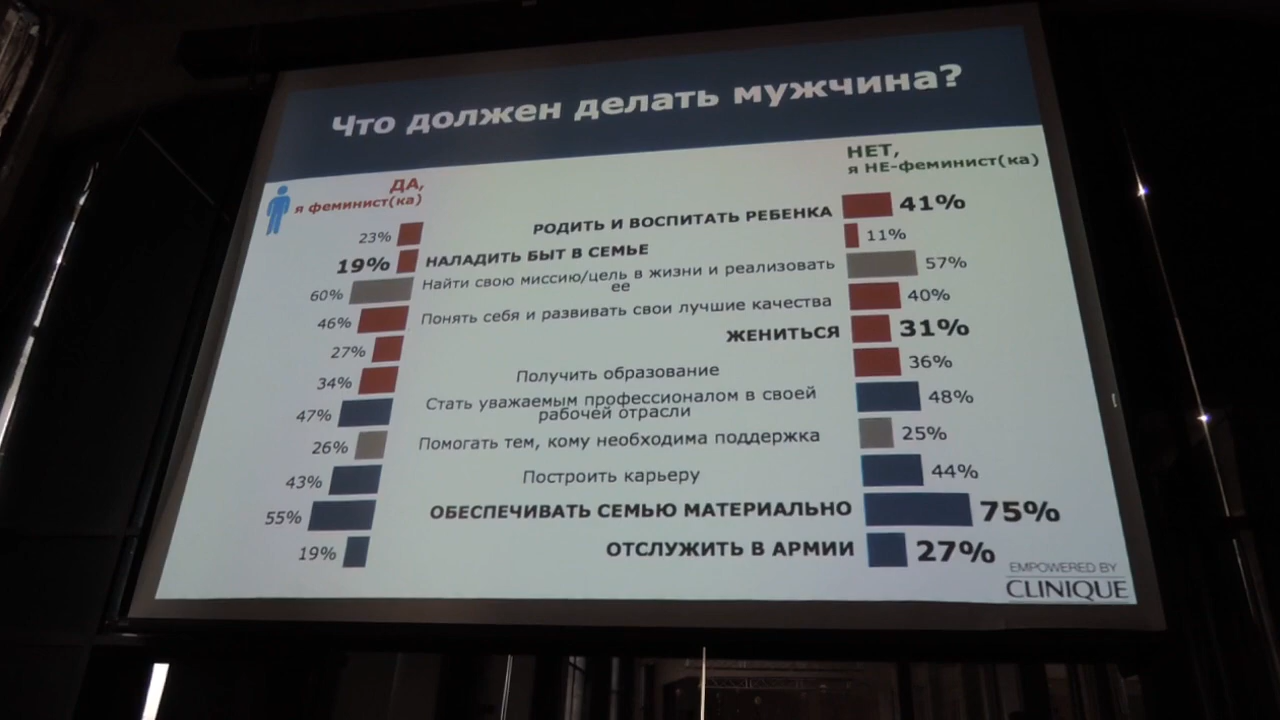 Что должен делать мужчина?
ДА,
я феминист(ка)
НЕТ,
я НЕ-феминист(ка)
23% РОДИТЬ И ВОСПИТАТЬ РЕБЕНКА 41%
19% НАЛАДИТЬ БЫТ В СЕМЬЕ 11%
60% Найти свою миссию/цель в жизни и реализовать 57%
ее
46% Понять себя и развивать свои лучшие качества 40%
27% ЖЕНИТЬСЯ 31%
34% Получить образование 36%
47% Стать уважаемым профессионалом в своей 48%
рабочей отрасли
26% Помогать тем, кому необходима поддержка 25%
43% Построить карьеру 44%
55% ОБЕСПЕЧИВАТЬ СЕМЬЮ МАТЕРИАЛЬНО 75%
19% ОТСЛУЖИТЬ В АРМИИ 27%
EMPOWERED BY
CLINIQUE